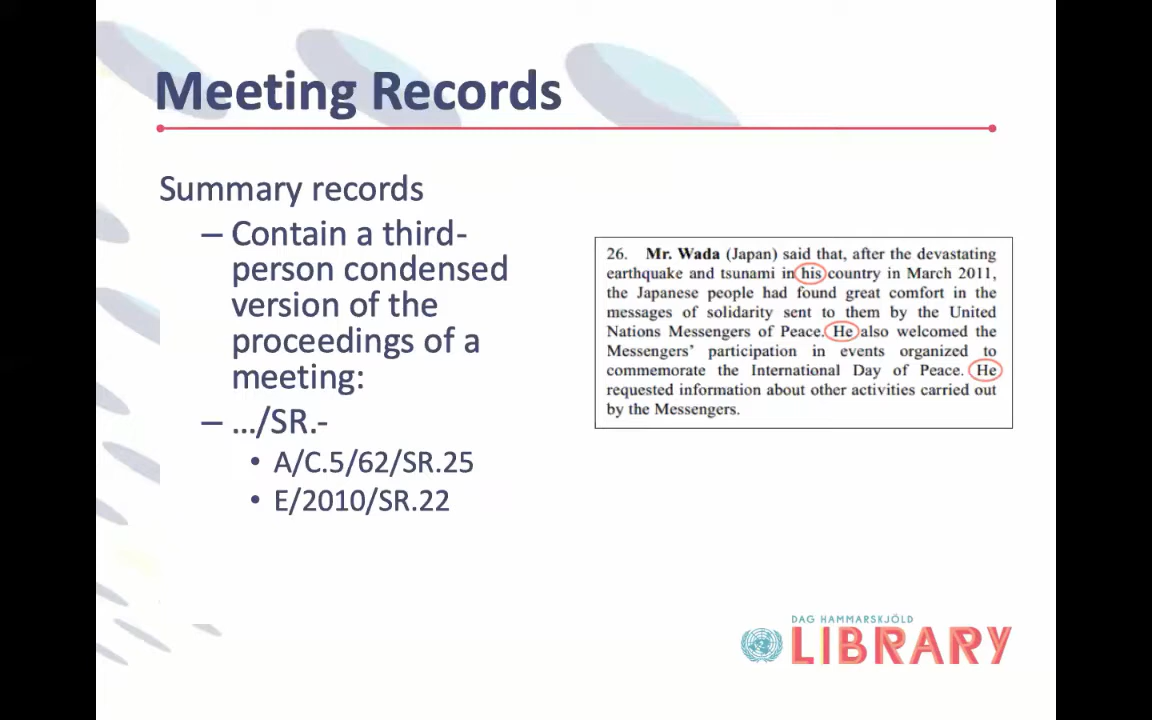 Meeting Records
Summary records
– Contain a third-
person condensed
version of the
proceedings of a
meeting:
– …/SR.-
• A/C.5/62/SR.25
• E/2010/SR.22
26. Mr. Wada (Japan) said that, after the devastating
earthquake and tsunami in his country in March 2011,
the Japanese people had found great comfort in the
messages of solidarity sent to them by the United
Nations Messengers of Peace. He also welcomed the
Messengers’ participation in events organized to
commemorate the International Day of Peace. He
requested information about other activities carried out
by the Messengers.
DAG HAMMARSKJÖLD
LIBRARY